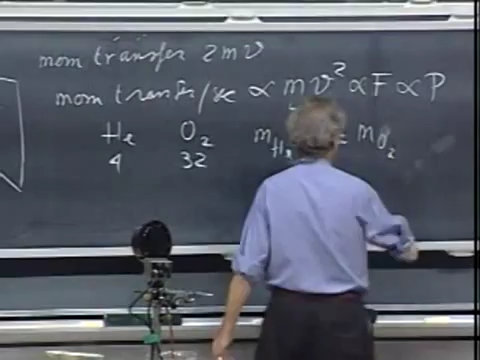 mom transfer 2mv
mom transfer/sec ∝ mv² ∝ F ∝ P
He O₂ m_He = m_O₂
4 32